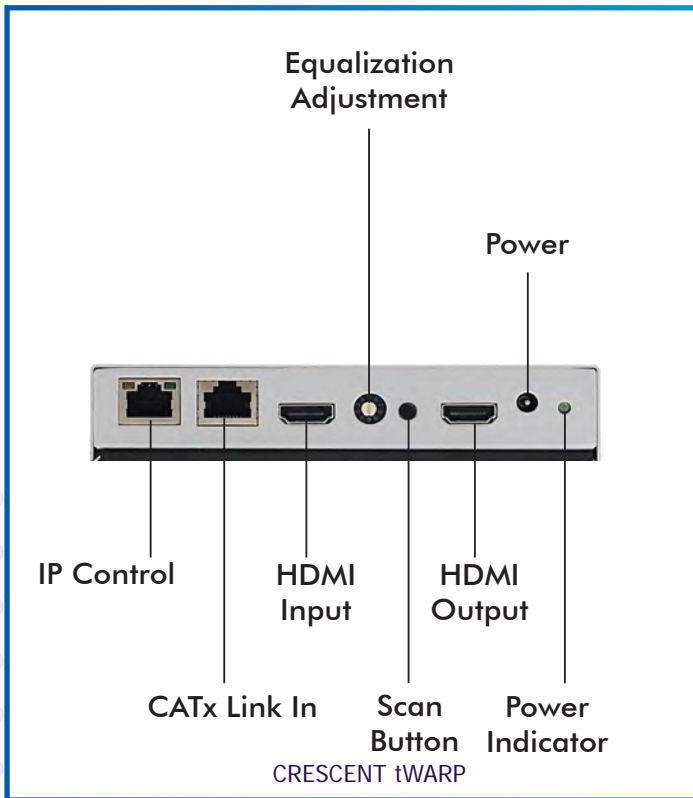 Equalization
Adjustment
Power
IP Control
HDMI
Input
HDMI
Output
CATx Link In
Scan
Button
Power
Indicator
CRESCENT tWARP